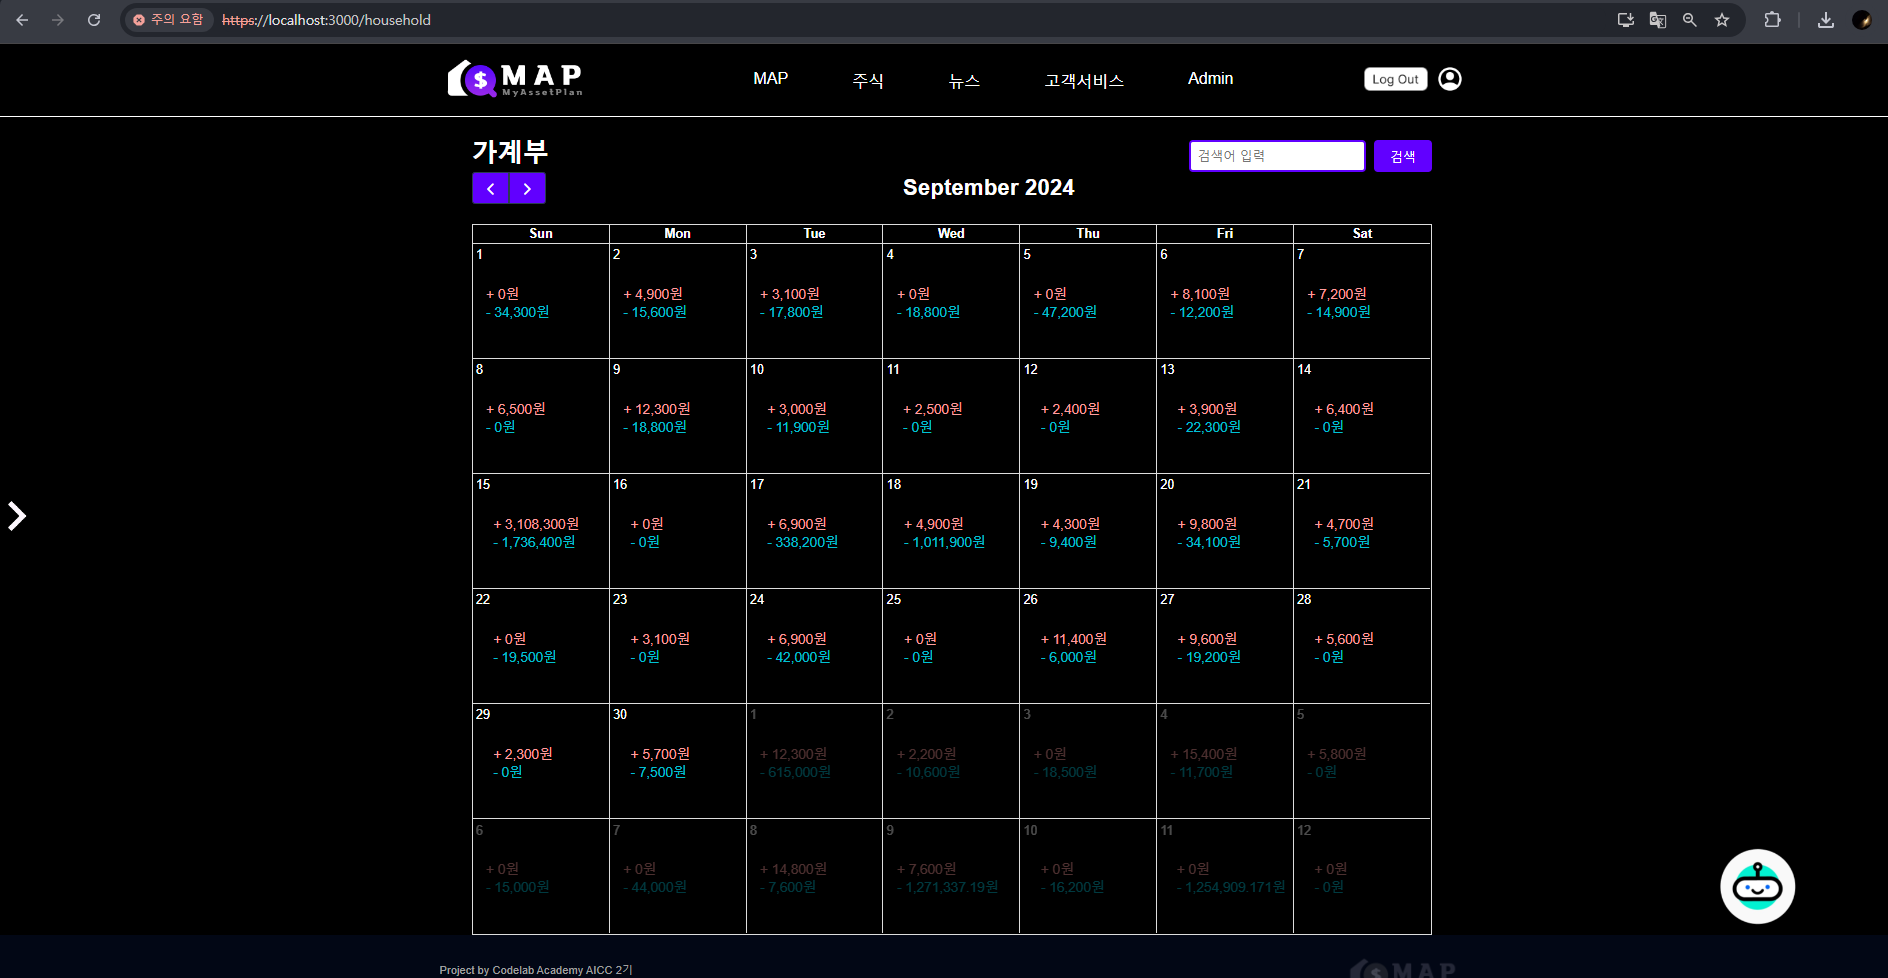 주의 요함 https://localhost:3000/household
$ MAP
MyAssetPlan
MAP 주식 뉴스 고객서비스 Admin Log Out
가계부
검색어 입력 검색
September 2024
Sun Mon Tue Wed Thu Fri Sat
1 2 3 4 5 6 7
+ 0원 + 4,900원 + 3,100원 + 0원 + 0원 + 8,100원 + 7,200원
- 34,300원 - 15,600원 - 17,800원 - 18,800원 - 47,200원 - 12,200원 - 14,900원
8 9 10 11 12 13 14
+ 6,500원 + 12,300원 + 3,000원 + 2,500원 + 2,400원 + 3,900원 + 6,400원
- 0원 - 18,800원 - 11,900원 - 0원 - 0원 - 22,300원 - 0원
15 16 17 18 19 20 21
+ 3,108,300원 + 0원 + 6,900원 + 4,900원 + 4,300원 + 9,800원 + 4,700원
- 1,736,400원 - 0원 - 338,200원 - 1,011,900원 - 9,400원 - 34,100원 - 5,700원
22 23 24 25 26 27 28
+ 0원 + 3,100원 + 6,900원 + 0원 + 11,400원 + 9,600원 + 5,600원
- 19,500원 - 0원 - 42,000원 - 0원 - 6,000원 - 19,200원 - 0원
29 30 1 2 3 4 5
+ 2,300원 + 5,700원 + 12,300원 + 2,200원 + 0원 + 15,400원 + 5,800원
- 0원 - 7,500원 - 615,000원 - 10,600원 - 18,500원 - 11,700원 - 0원
6 7 8 9 10 11 12
+ 0원 + 0원 + 14,800원 + 7,600원 + 0원 + 0원 + 0원
- 15,000원 - 44,000원 - 7,600원 - 1,271,337.19원 - 16,200원 - 1,254,909.171원 - 0원
Project by Codelab Academy AICC 2기
$ MAP